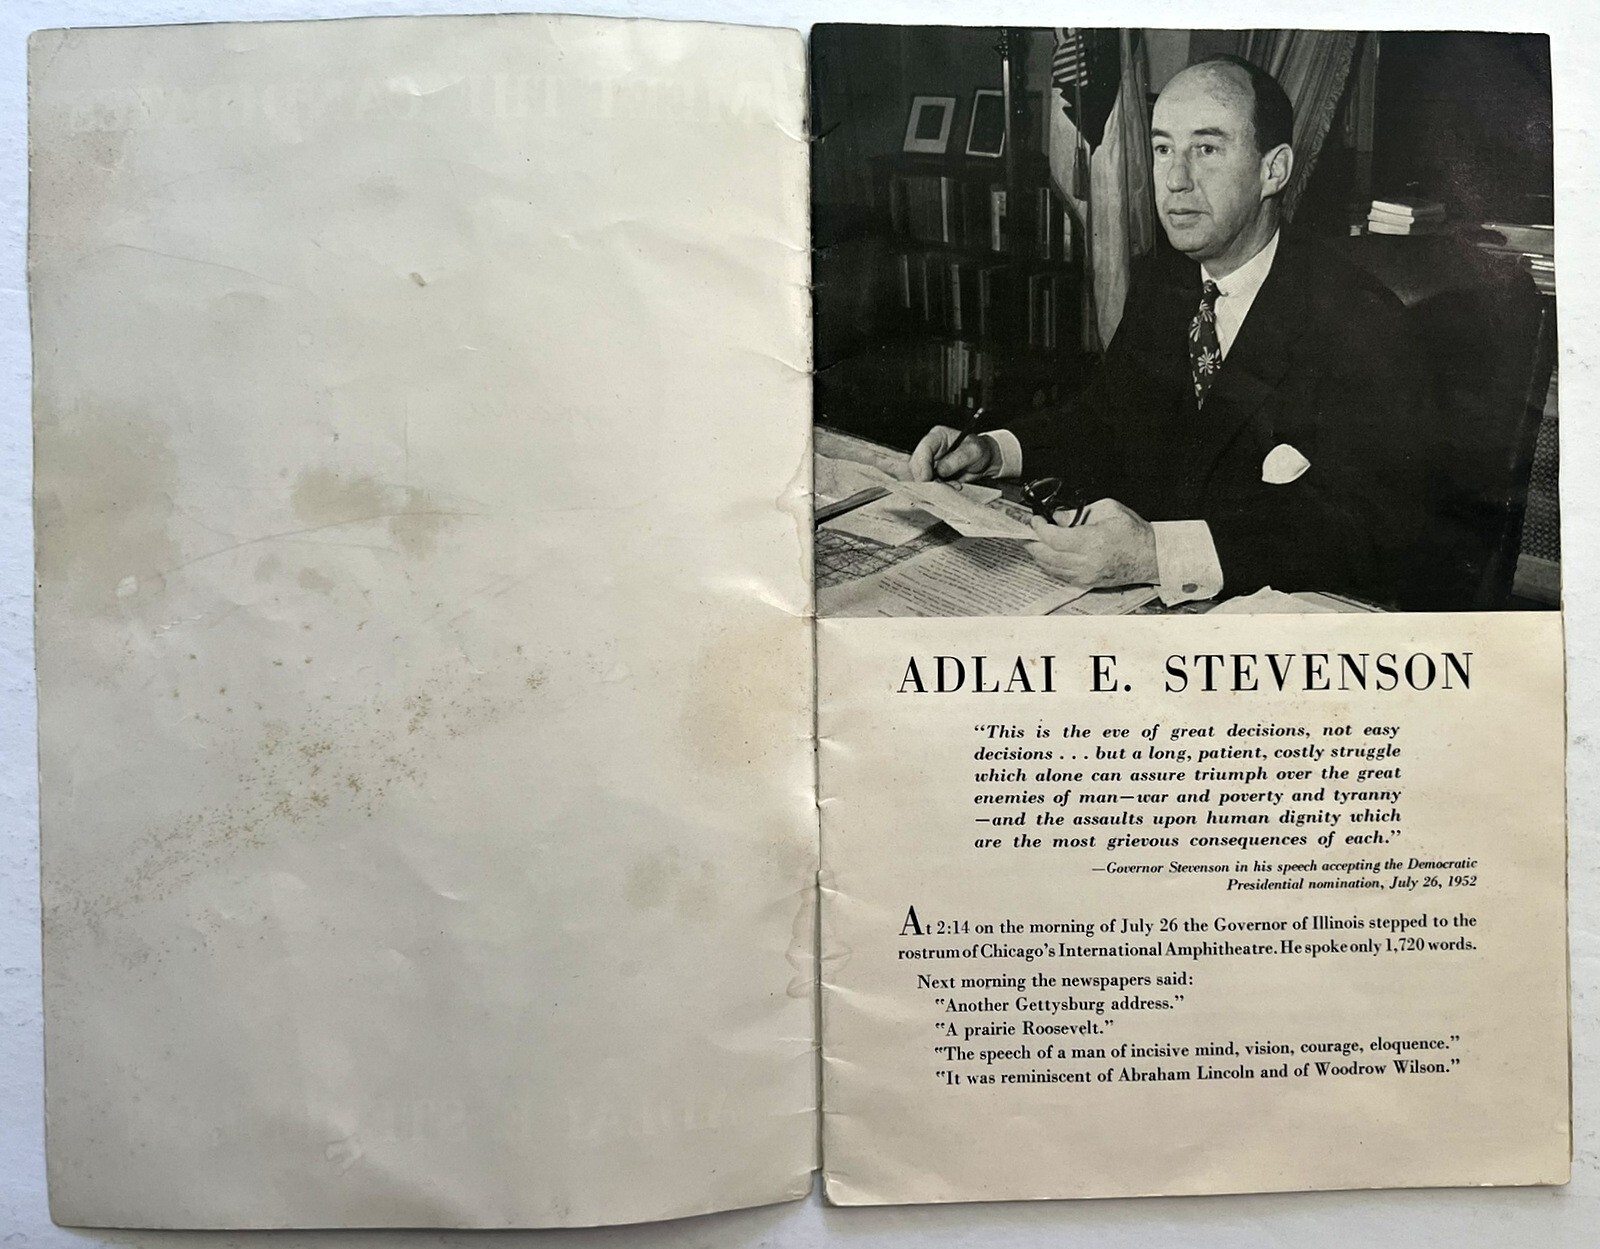 ADLAI E. STEVENSON
“This is the eve of great decisions, not easy
decisions . . . but a long, patient, costly struggle
which alone can assure triumph over the great
enemies of man—war and poverty and tyranny
—and the assaults upon human dignity which
are the most grievous consequences of each.”
—Governor Stevenson in his speech accepting the Democratic
Presidential nomination, July 26, 1952
At 2:14 on the morning of July 26 the Governor of Illinois stepped to the
rostrum of Chicago’s International Amphitheatre. He spoke only 1,720 words.
Next morning the newspapers said:
“Another Gettysburg address.”
“A prairie Roosevelt.”
“The speech of a man of incisive mind, vision, courage, eloquence.”
“It was reminiscent of Abraham Lincoln and of Woodrow Wilson.”